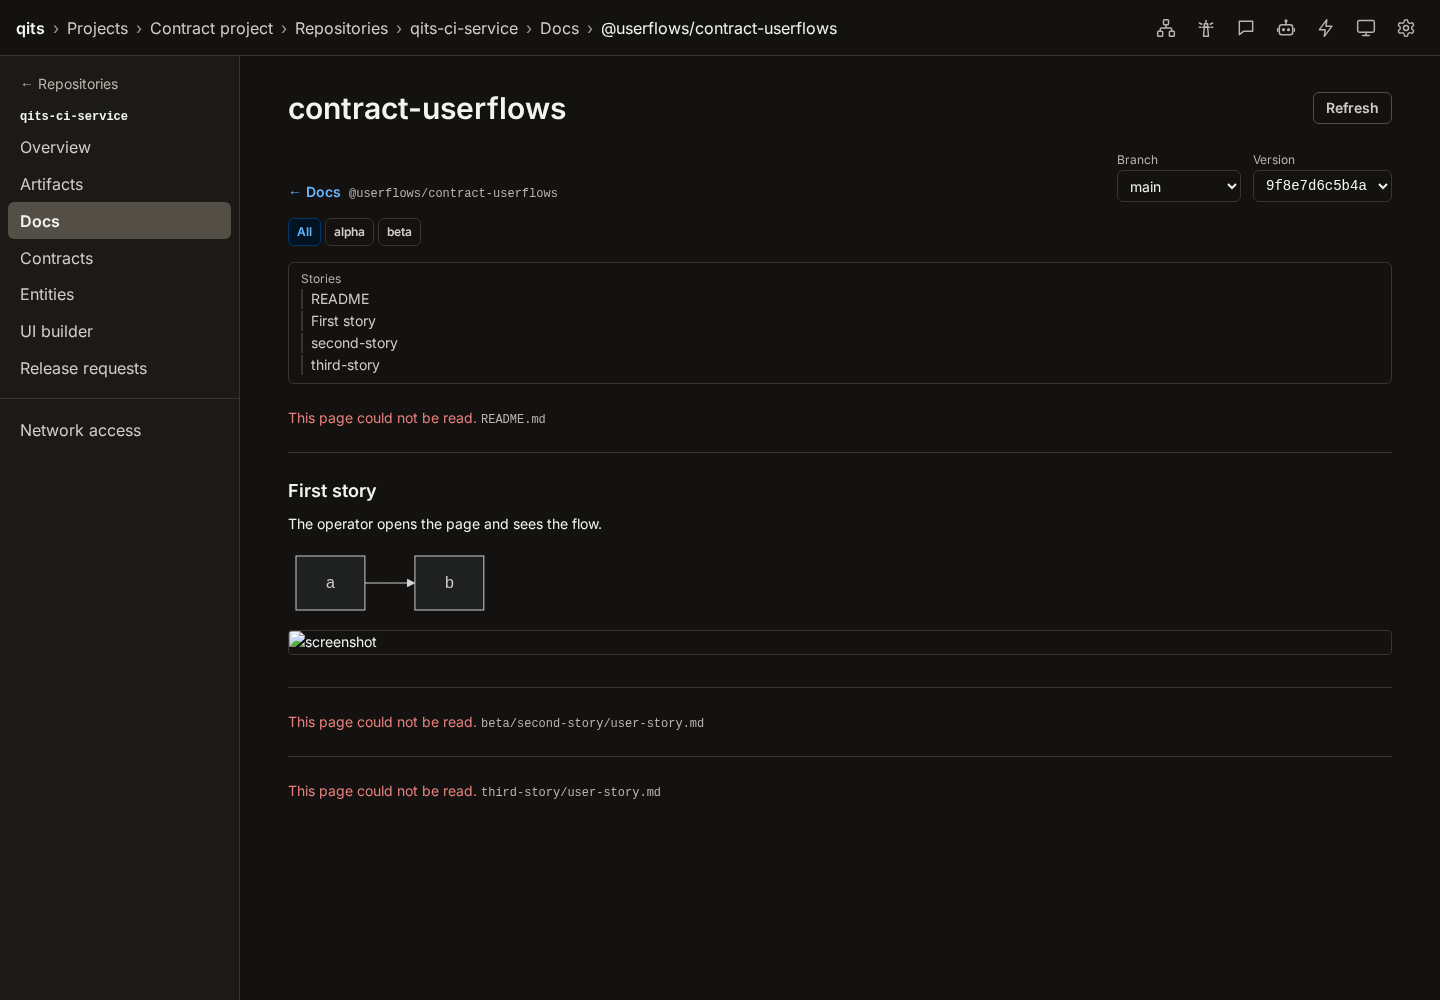 qits › Projects › Contract project › Repositories › qits-ci-service › Docs › @userflows/contract-userflows
← Repositories
qits-ci-service
Overview
Artifacts
Docs
Contracts
Entities
UI builder
Release requests
Network access
contract-userflows
Refresh
Branch
Version
← Docs @userflows/contract-userflows
main
9f8e7d6c5b4a
All
alpha
beta
Stories
README
First story
second-story
third-story
This page could not be read. README.md
First story
The operator opens the page and sees the flow.
a
b
screenshot
This page could not be read. beta/second-story/user-story.md
This page could not be read. third-story/user-story.md